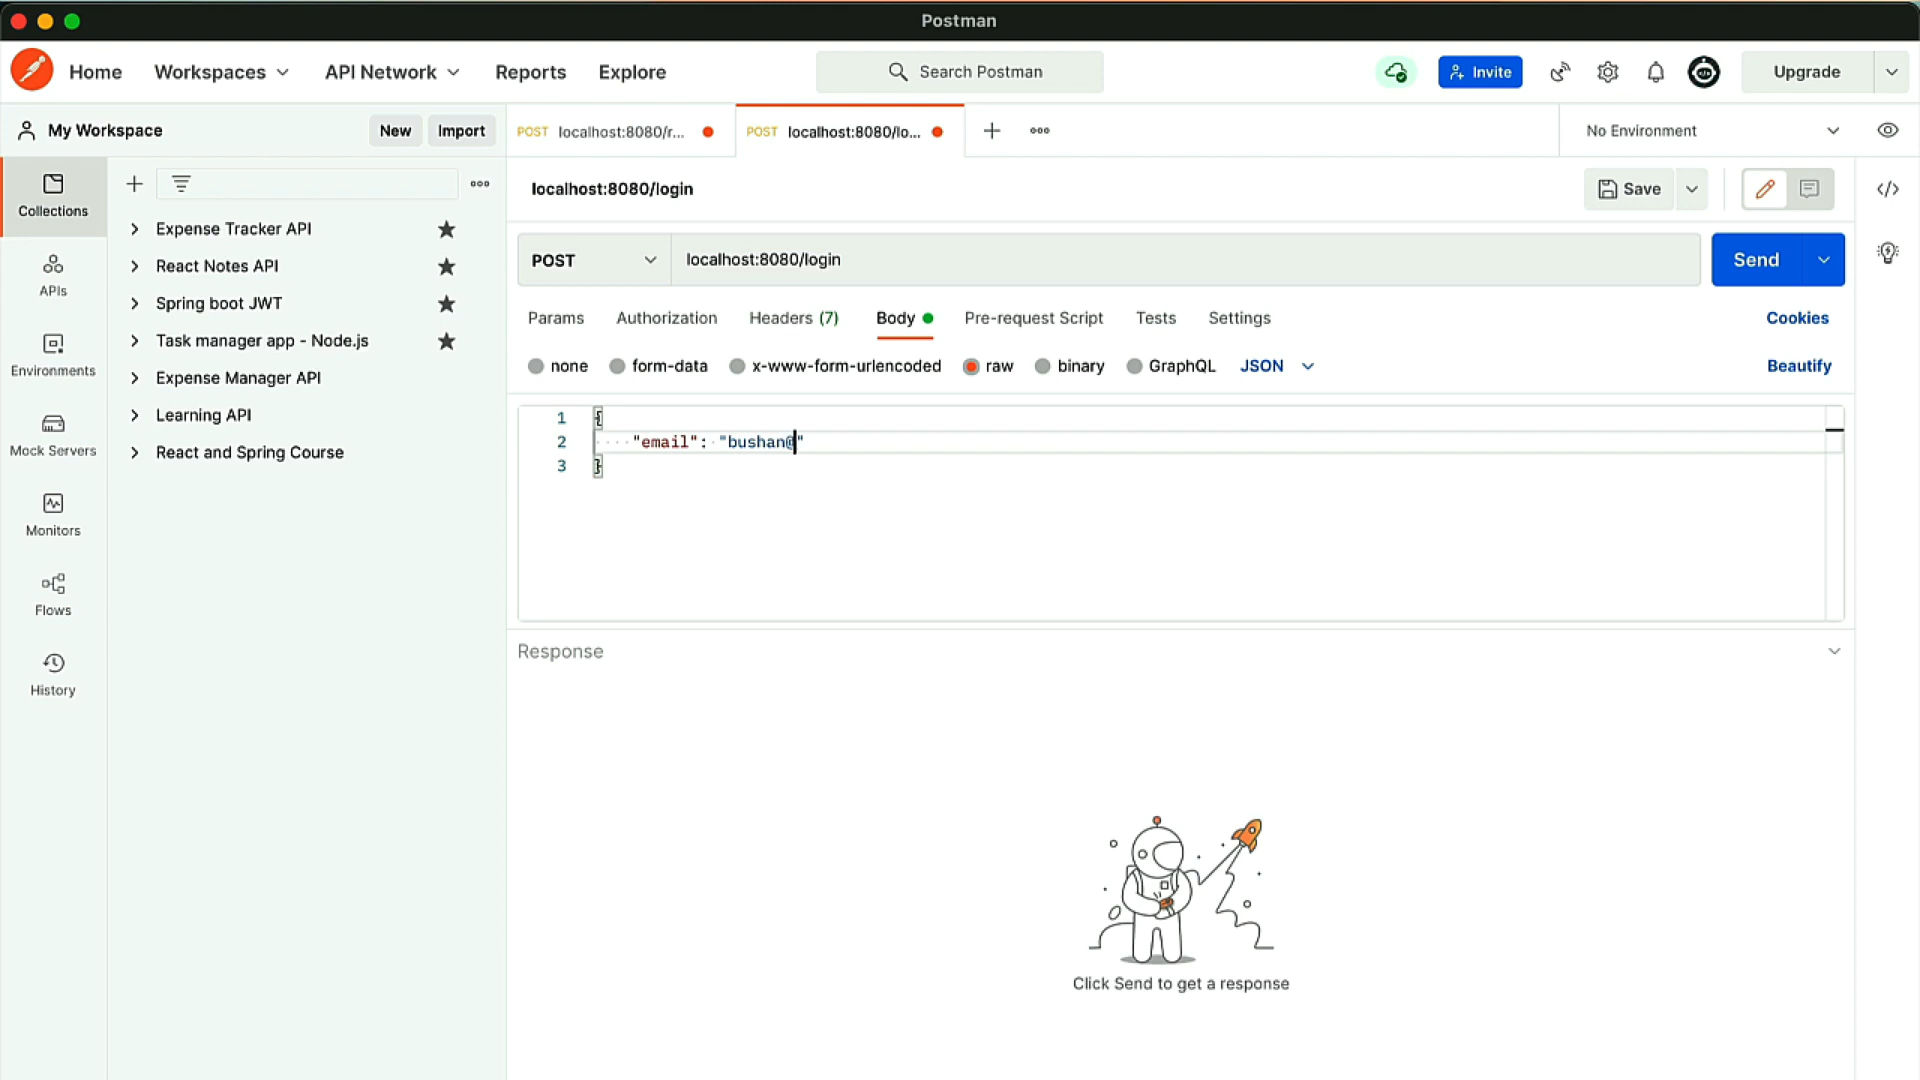 Postman
Home Workspaces API Network Reports Explore Search Postman Invite Upgrade
My Workspace New Import POST localhost:8080/r... POST localhost:8080/lo... No Environment
Collections
APIs
Environments
Mock Servers
Monitors
Flows
History
Expense Tracker API
React Notes API
Spring boot JWT
Task manager app - Node.js
Expense Manager API
Learning API
React and Spring Course
localhost:8080/login Save
POST localhost:8080/login Send
Params Authorization Headers (7) Body Pre-request Script Tests Settings Cookies
none form-data x-www-form-urlencoded raw binary GraphQL JSON Beautify
1 {
2 "email": "bushan@"
3 }
Response
Click Send to get a response